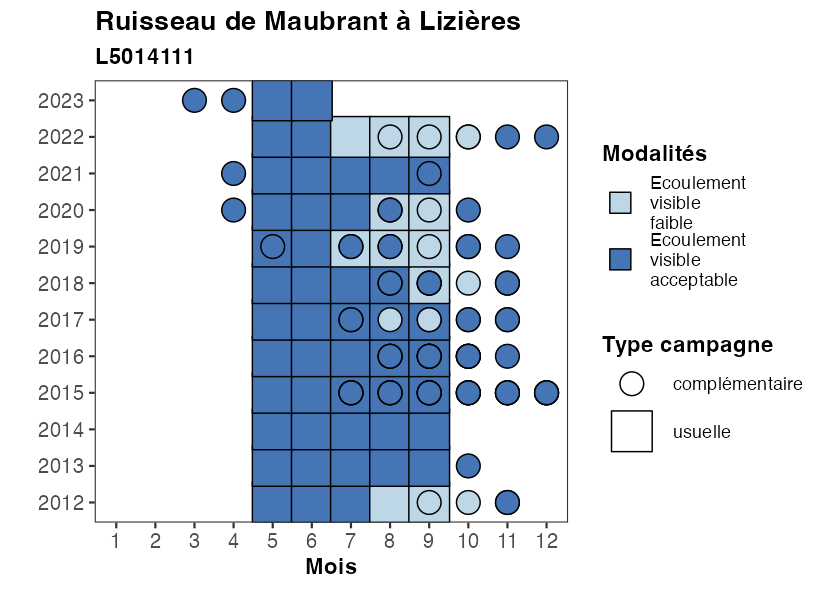 Ruisseau de Maubrant à Lizières
L5014111
2023
2022
2021
2020
2019
2018
2017
2016
2015
2014
2013
2012
1 2 3 4 5 6 7 8 9 10 11 12
Mois
Modalités
Ecoulement
visible
faible
Ecoulement
visible
acceptable
Type campagne
complémentaire
usuelle